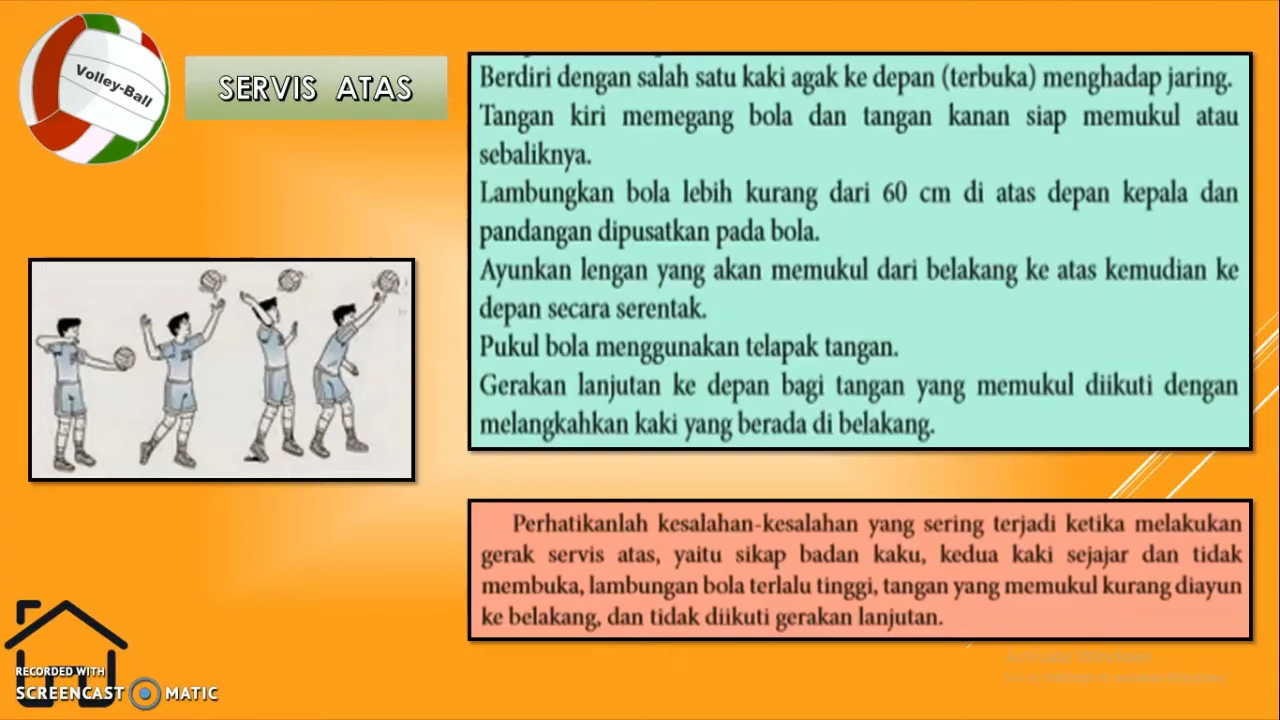 Volley-Ball
SERVIS ATAS
Berdiri dengan salah satu kaki agak ke depan (terbuka) menghadap jaring.
Tangan kiri memegang bola dan tangan kanan siap memukul atau
sebaliknya.
Lambungkan bola lebih kurang dari 60 cm di atas depan kepala dan
pandangan dipusatkan pada bola.
Ayunkan lengan yang akan memukul dari belakang ke atas kemudian ke
depan secara serentak.
Pukul bola menggunakan telapak tangan.
Gerakan lanjutan ke depan bagi tangan yang memukul diikuti dengan
melangkahkan kaki yang berada di belakang.
Perhatikanlah kesalahan-kesalahan yang sering terjadi ketika melakukan
gerak servis atas, yaitu sikap badan kaku, kedua kaki sejajar dan tidak
membuka, lambungan bola terlalu tinggi, tangan yang memukul kurang diayun
ke belakang, dan tidak diikuti gerakan lanjutan.
RECORDED WITH
SCREENCAST MATIC